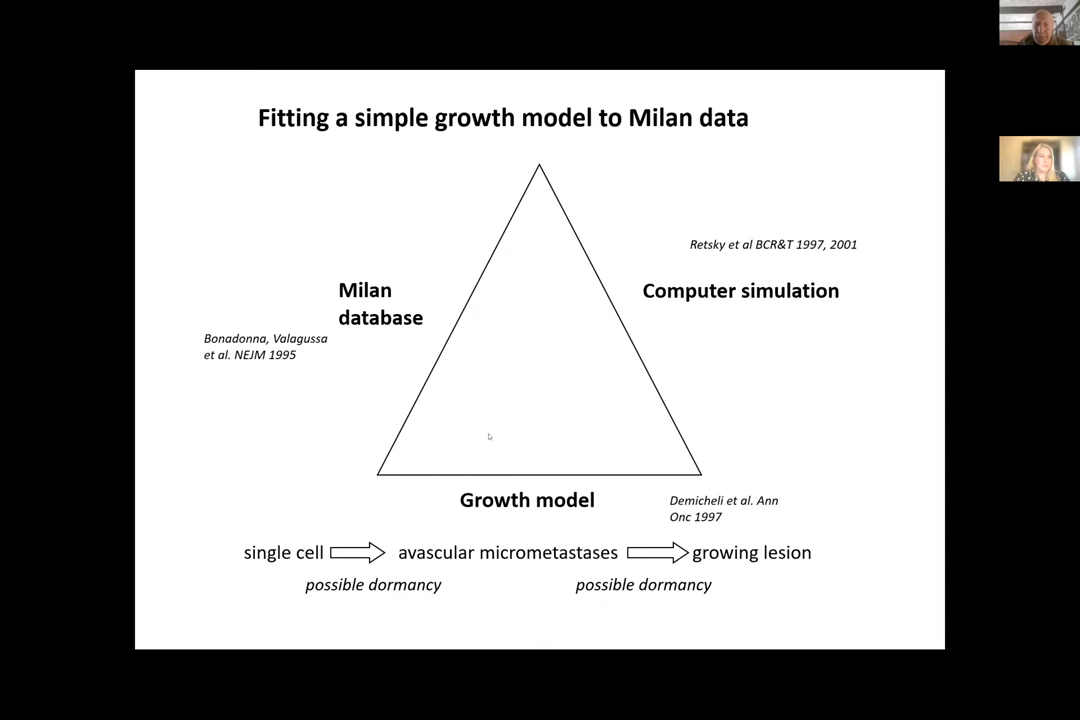 Fitting a simple growth model to Milan data
Retsky et al BCR&T 1997, 2001
Milan
database
Computer simulation
Bonadonna, Valagussa
et al. NEJM 1995
Growth model
Demicheli et al. Ann
Onc 1997
single cell avascular micrometastases growing lesion
possible dormancy possible dormancy